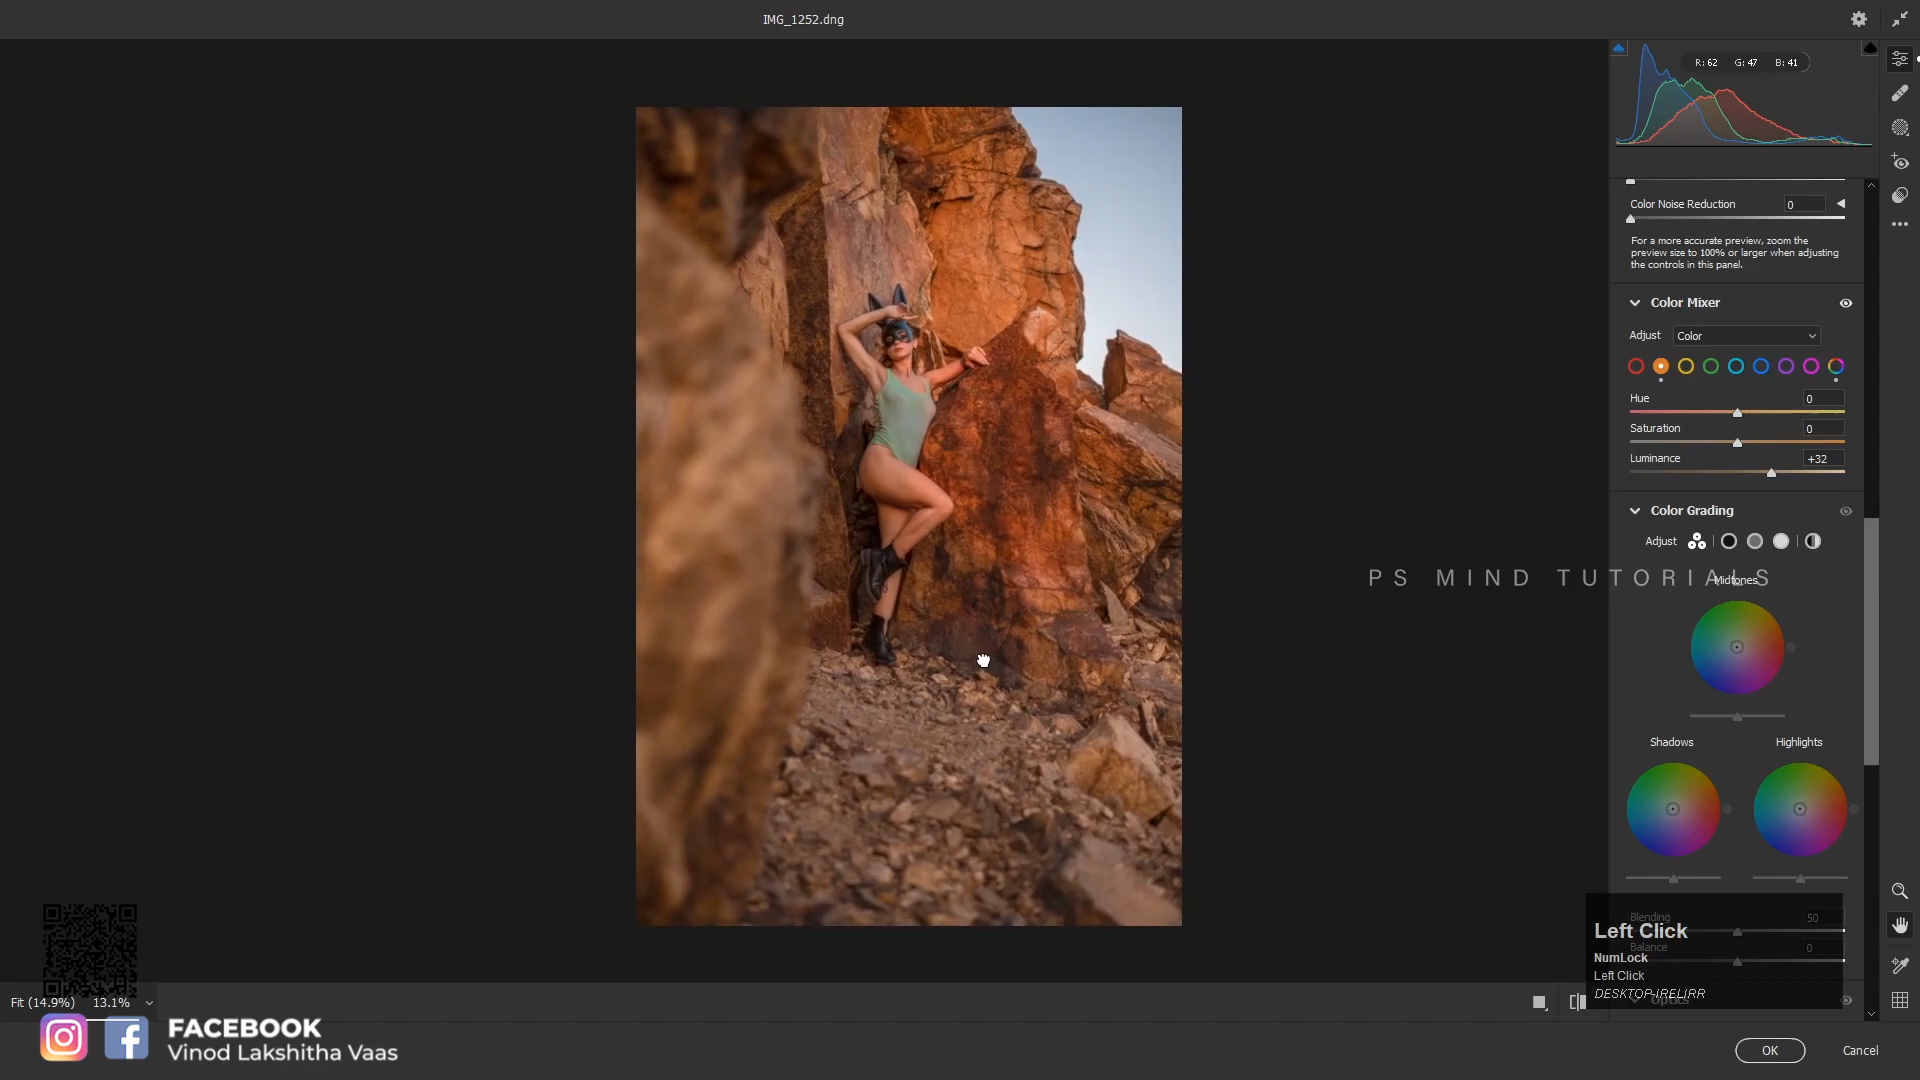 IMG_1252.dng
R: 62 G: 47 B: 41
Color Noise Reduction 0
For a more accurate preview, zoom the
preview size to 100% or larger when adjusting
the controls in this panel.
Color Mixer
Adjust Color
Hue 0
Saturation 0
Luminance +32
Color Grading
Adjust
PS MIND TUTORIALS
Midtones
Shadows Highlights
Blending 50
Left Click
Balance 0
NumLock
Left Click
DESKTOP-IRELIRR
Optics
Fit (14.9%) 13.1%
FACEBOOK
Vinod Lakshitha Vaas
OK Cancel